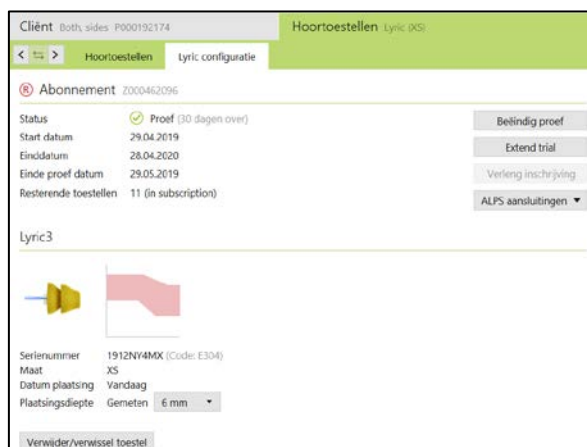 Cliënt Both, sides P000192174
Hoortoestellen Lyric (XS)
< ⇆ > Hoortoestellen Lyric configuratie
® Abonnement Z000462096
Status Proef (30 dagen over)
Beëindig proef
Start datum 29.04.2019
Extend trial
Einddatum 28.04.2020
Einde proef datum 29.05.2019
Verleng inschrijving
Resterende toestellen 11 (in subscription)
ALPS aansluitingen
Lyric3
Serienummer 1912NY4MX (Code: E304)
Maat XS
Datum plaatsing Vandaag
Plaatsingsdiepte Gemeten 6 mm
Verwijder/verwissel toestel